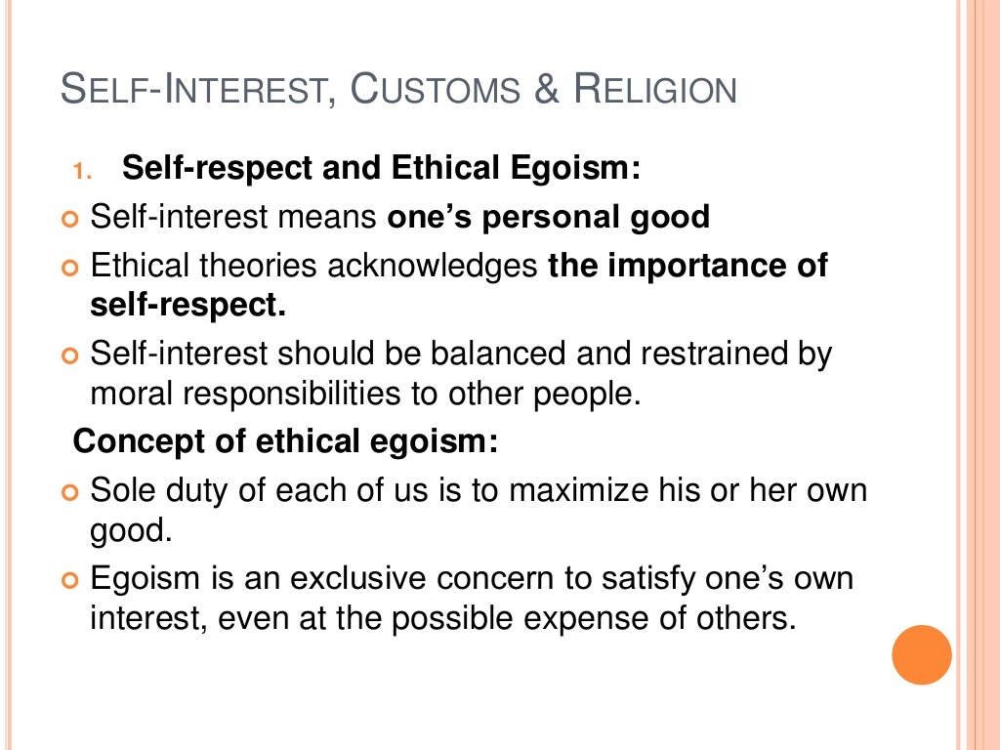 Self-Interest, Customs & Religion
1. Self-respect and Ethical Egoism:
Self-interest means one’s personal good
Ethical theories acknowledges the importance of
self-respect.
Self-interest should be balanced and restrained by
moral responsibilities to other people.
Concept of ethical egoism:
Sole duty of each of us is to maximize his or her own
good.
Egoism is an exclusive concern to satisfy one’s own
interest, even at the possible expense of others.